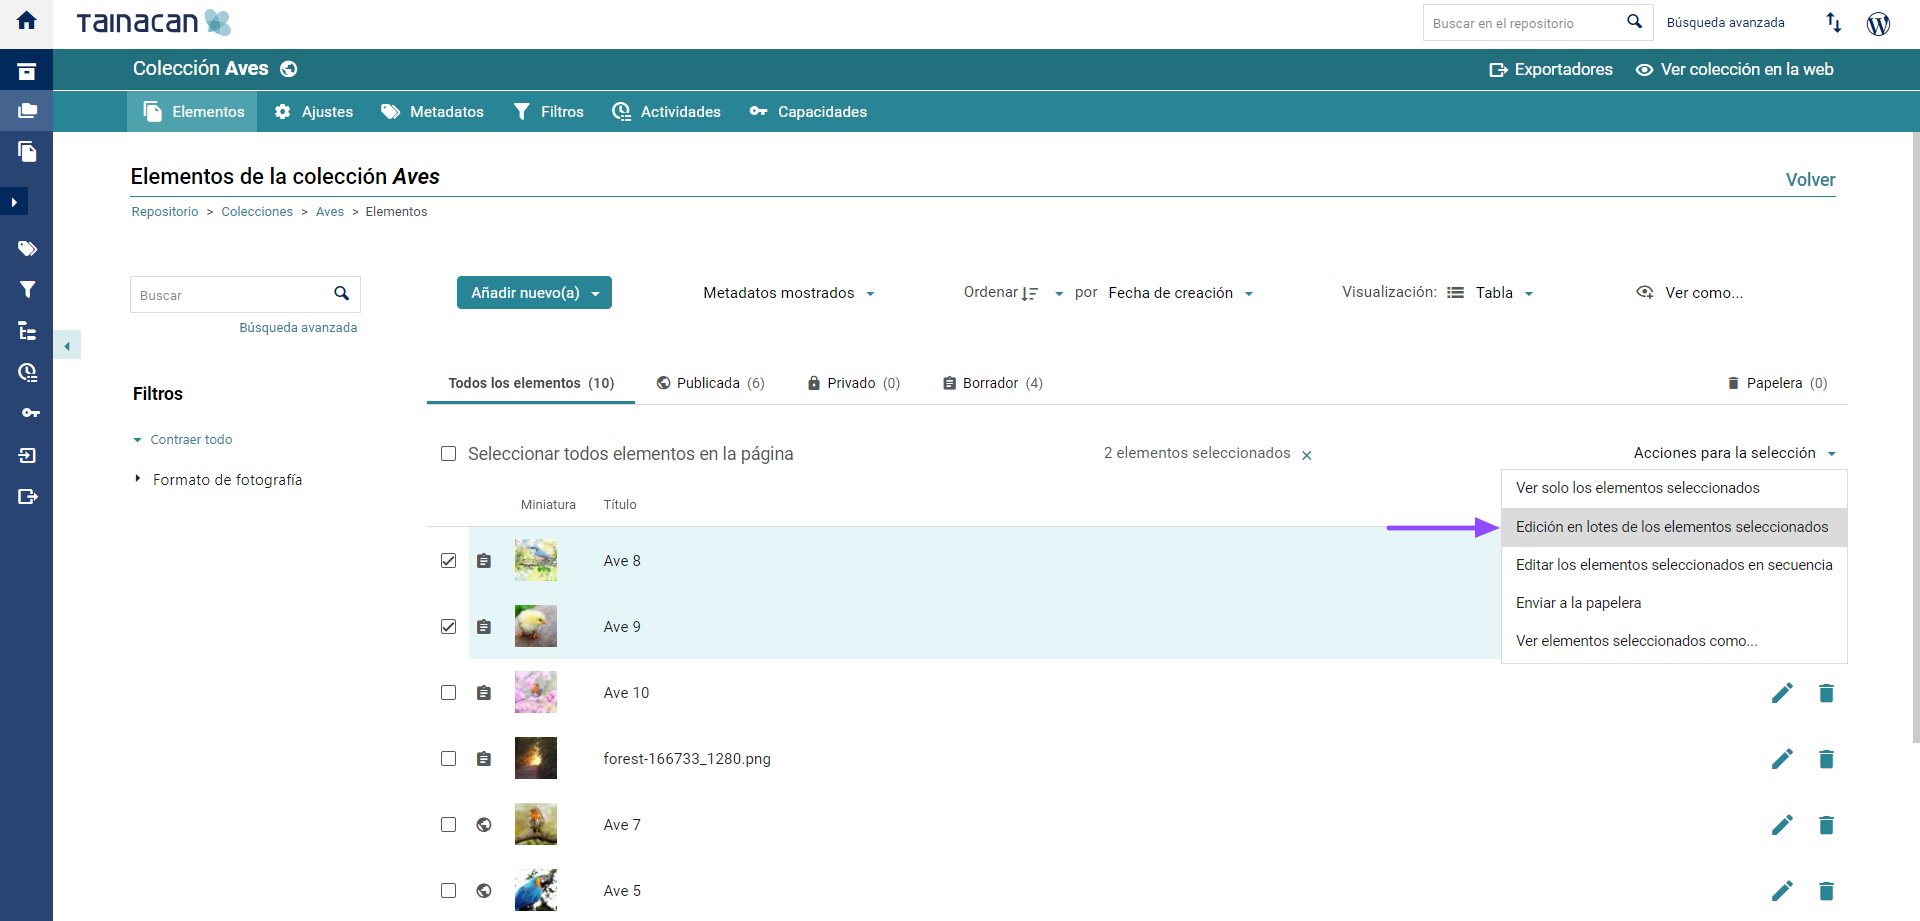 TAINACAN
Buscar en el repositorio
Búsqueda avanzada
Colección Aves
Exportadores
Ver colección en la web
Elementos
Ajustes
Metadatos
Filtros
Actividades
Capacidades
Elementos de la colección Aves
Volver
Repositorio > Colecciones > Aves > Elementos
Buscar
Búsqueda avanzada
Añadir nuevo(a)
Metadatos mostrados
Ordenar por Fecha de creación
Visualización: Tabla
Ver como...
Filtros
Contraer todo
Formato de fotografía
Todos los elementos (10)
Publicada (6)
Privado (0)
Borrador (4)
Papelera (0)
Seleccionar todos elementos en la página
2 elementos seleccionados
Acciones para la selección
Ver solo los elementos seleccionados
Edición en lotes de los elementos seleccionados
Editar los elementos seleccionados en secuencia
Enviar a la papelera
Ver elementos seleccionados como...
Miniatura Título
Ave 8
Ave 9
Ave 10
forest-166733_1280.png
Ave 7
Ave 5